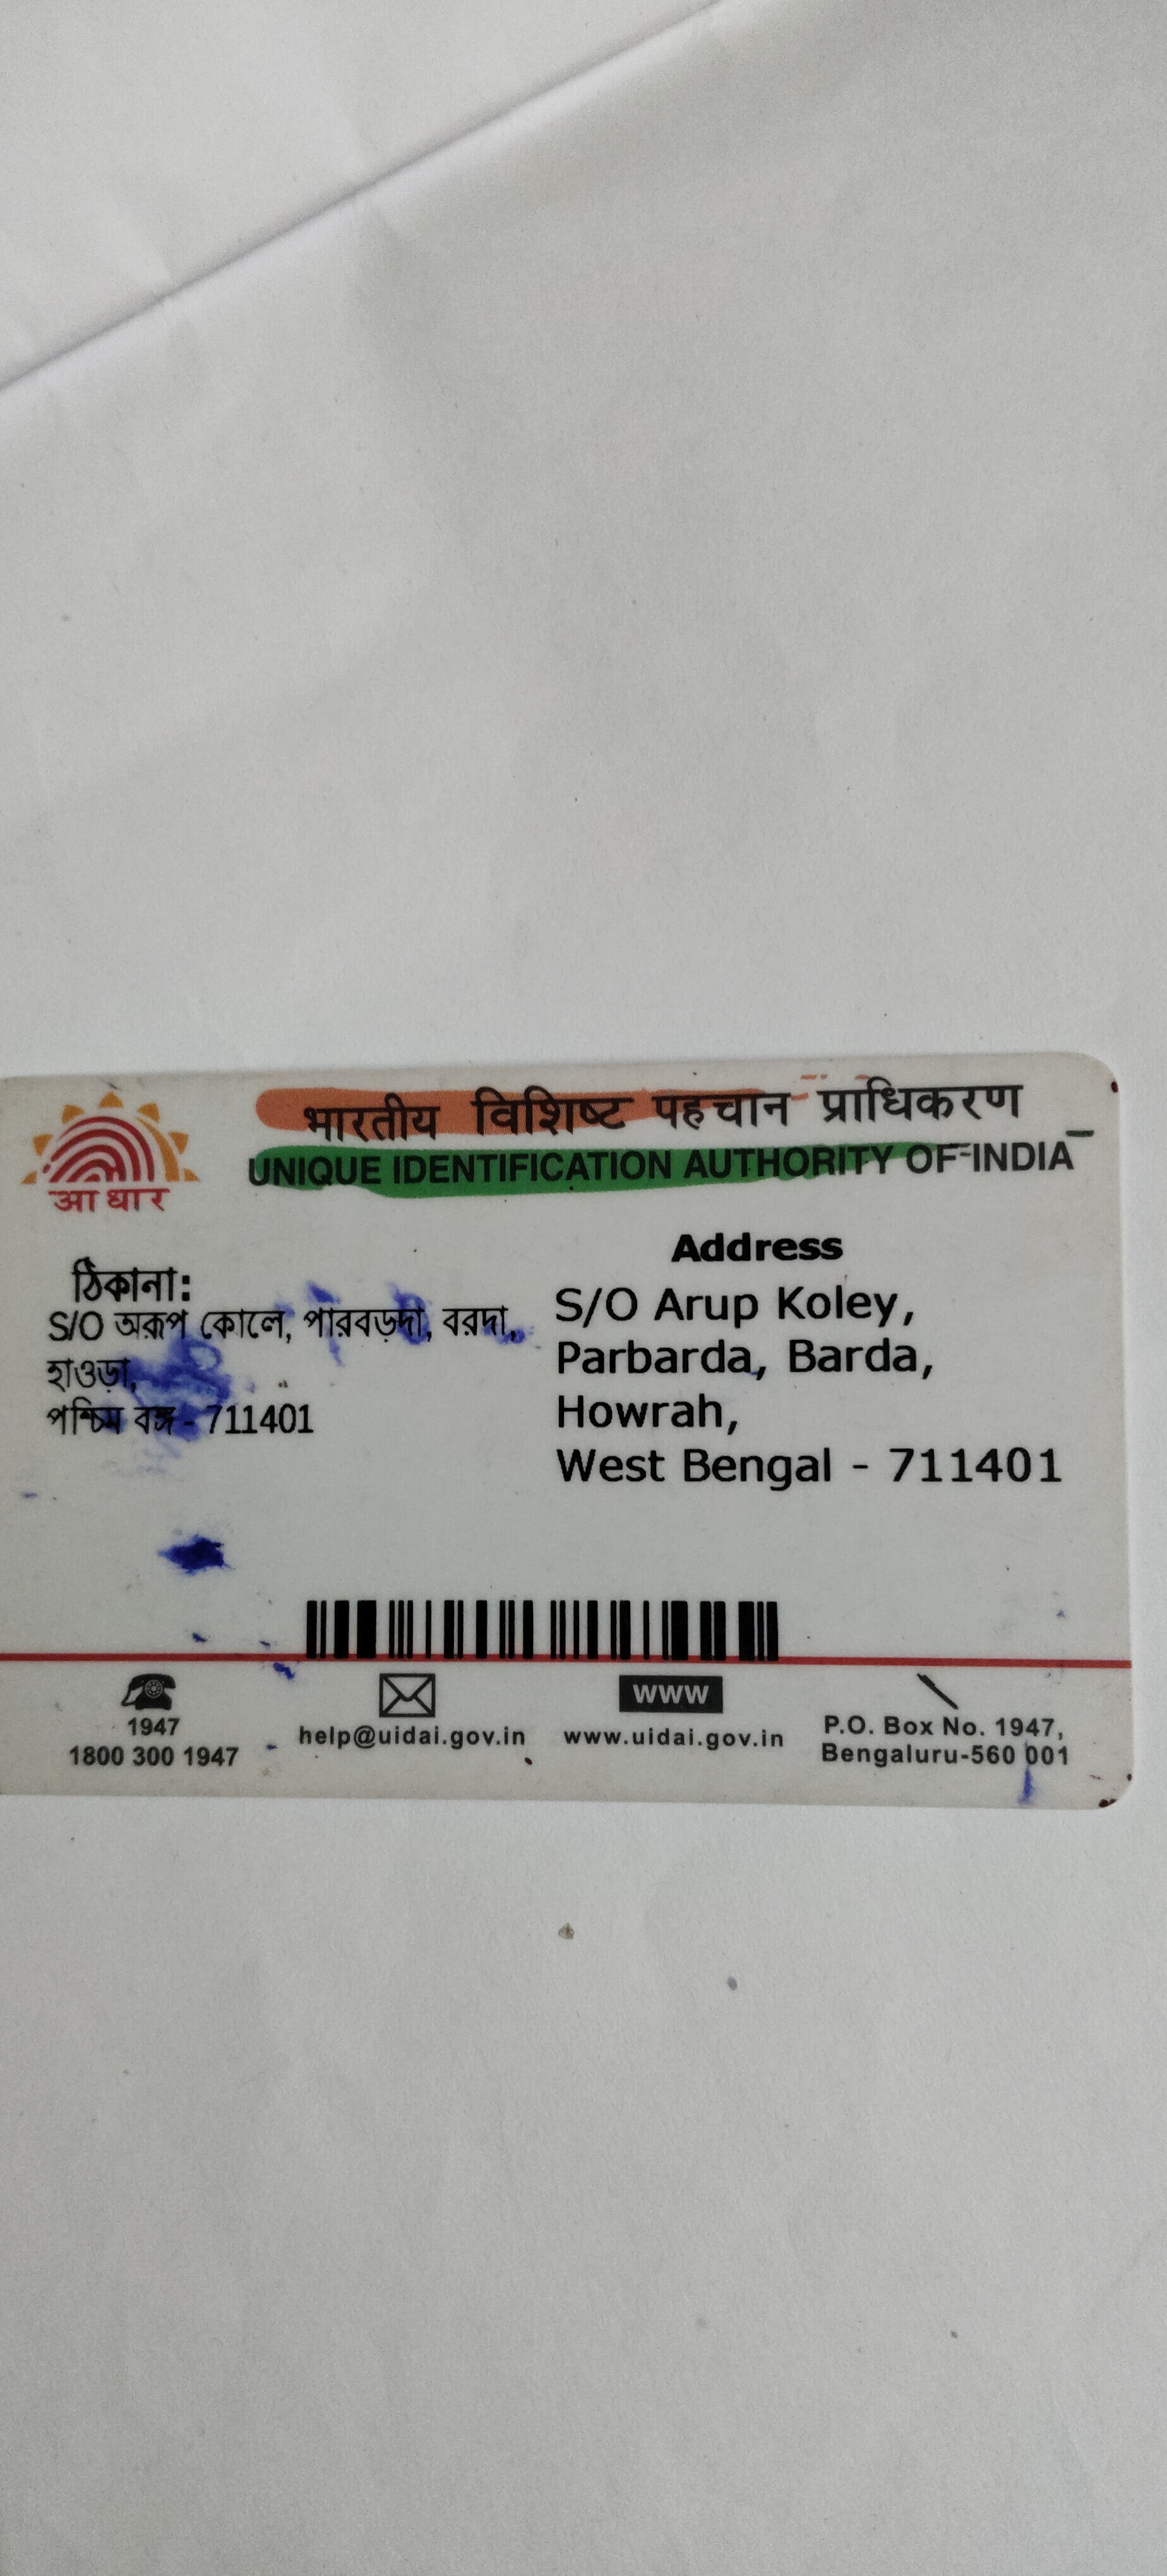 भारतीय विशिष्ट पहचान प्राधिकरण
UNIQUE IDENTIFICATION AUTHORITY OF INDIA
आधार
ঠিকানা:
S/O অরূপ কোলে, পারবড়দা, বরদা,
হাওড়া,
পশ্চিম বঙ্গ - 711401
Address
S/O Arup Koley,
Parbarda, Barda,
Howrah,
West Bengal - 711401
1947
1800 300 1947
help@uidai.gov.in
WWW
www.uidai.gov.in
P.O. Box No. 1947,
Bengaluru-560 001